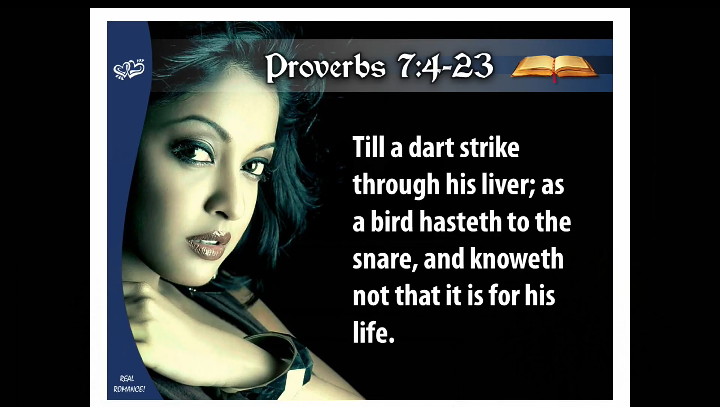 Proverbs 7:4-23
Till a dart strike
through his liver; as
a bird hasteth to the
snare, and knoweth
not that it is for his
life.
REAL
ROMANCE!